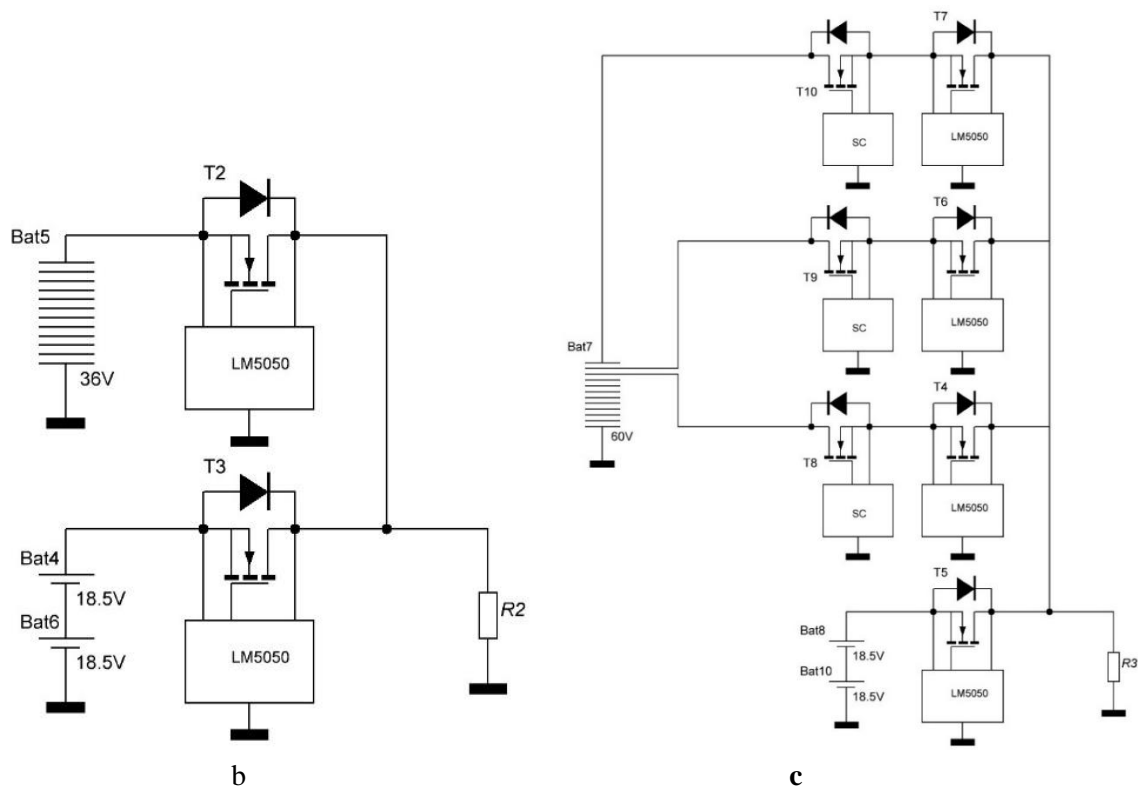 T2
Bat5
36V
LM5050
T3
Bat4
18.5V
Bat6
18.5V
LM5050
R2
b
T7
T10
SC
LM5050
T6
T9
SC
LM5050
Bat7
60V
T4
T8
SC
LM5050
T5
Bat8
18.5V
Bat10
18.5V
LM5050
R3
c